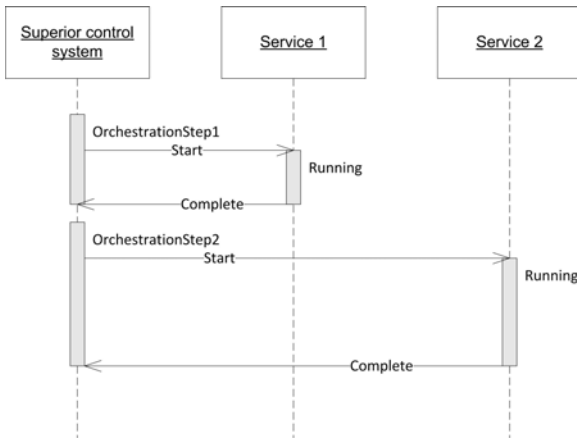 Superior control
system
Service 1
Service 2
OrchestrationStep1
Start
Running
Complete
OrchestrationStep2
Start
Running
Complete